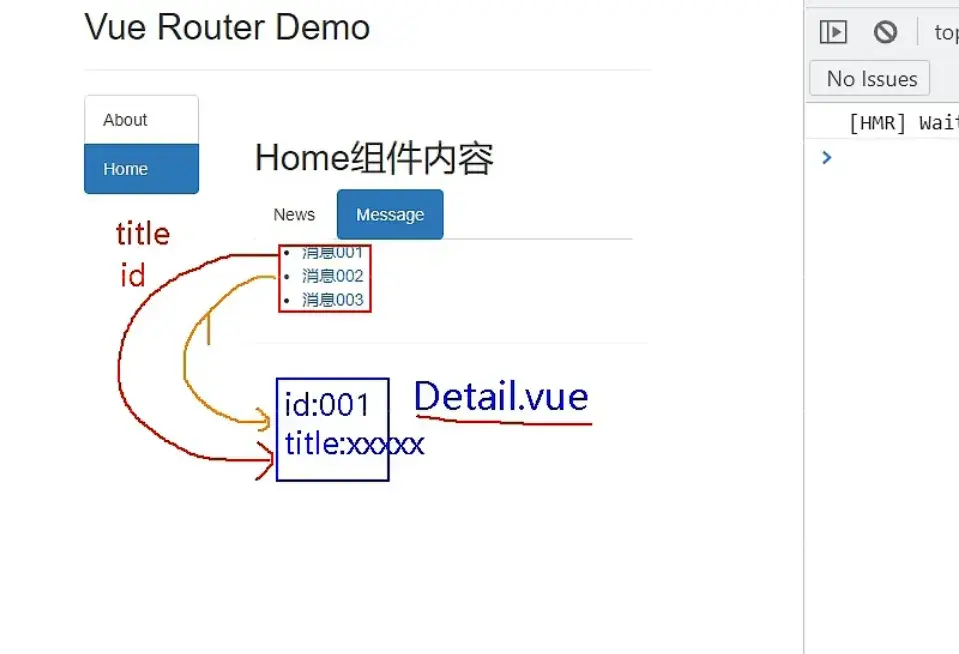 Vue Router Demo
top
No Issues
[HMR] Wait
About
Home
Home组件内容
News
Message
title
id
消息001
消息002
消息003
id:001
title:xxxxx
Detail.vue